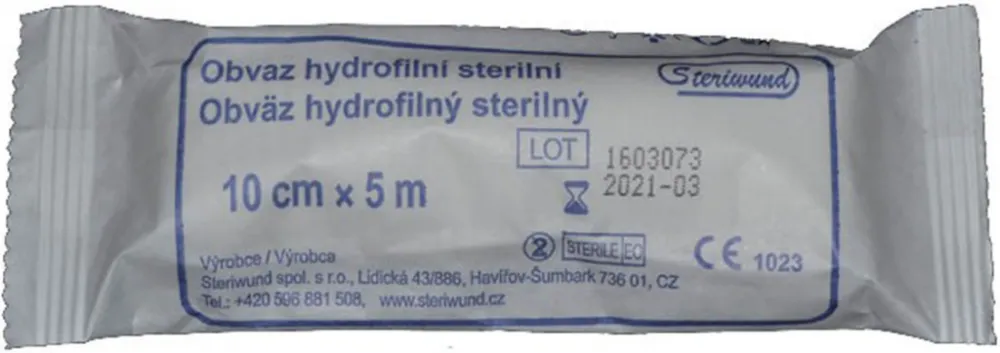 Obvaz hydrofilní sterilní
Steriwund
Obväz hydrofilný sterilný
LOT 1603073
2021-03
10 cm x 5 m
2 STERILE EO
CE 1023
Výrobce / Výrobca
Steriwund spol. s r.o., Lidická 43/886, Havířov-Šumbark 736 01, CZ
Tel.: +420 596 881 508, www.steriwund.cz